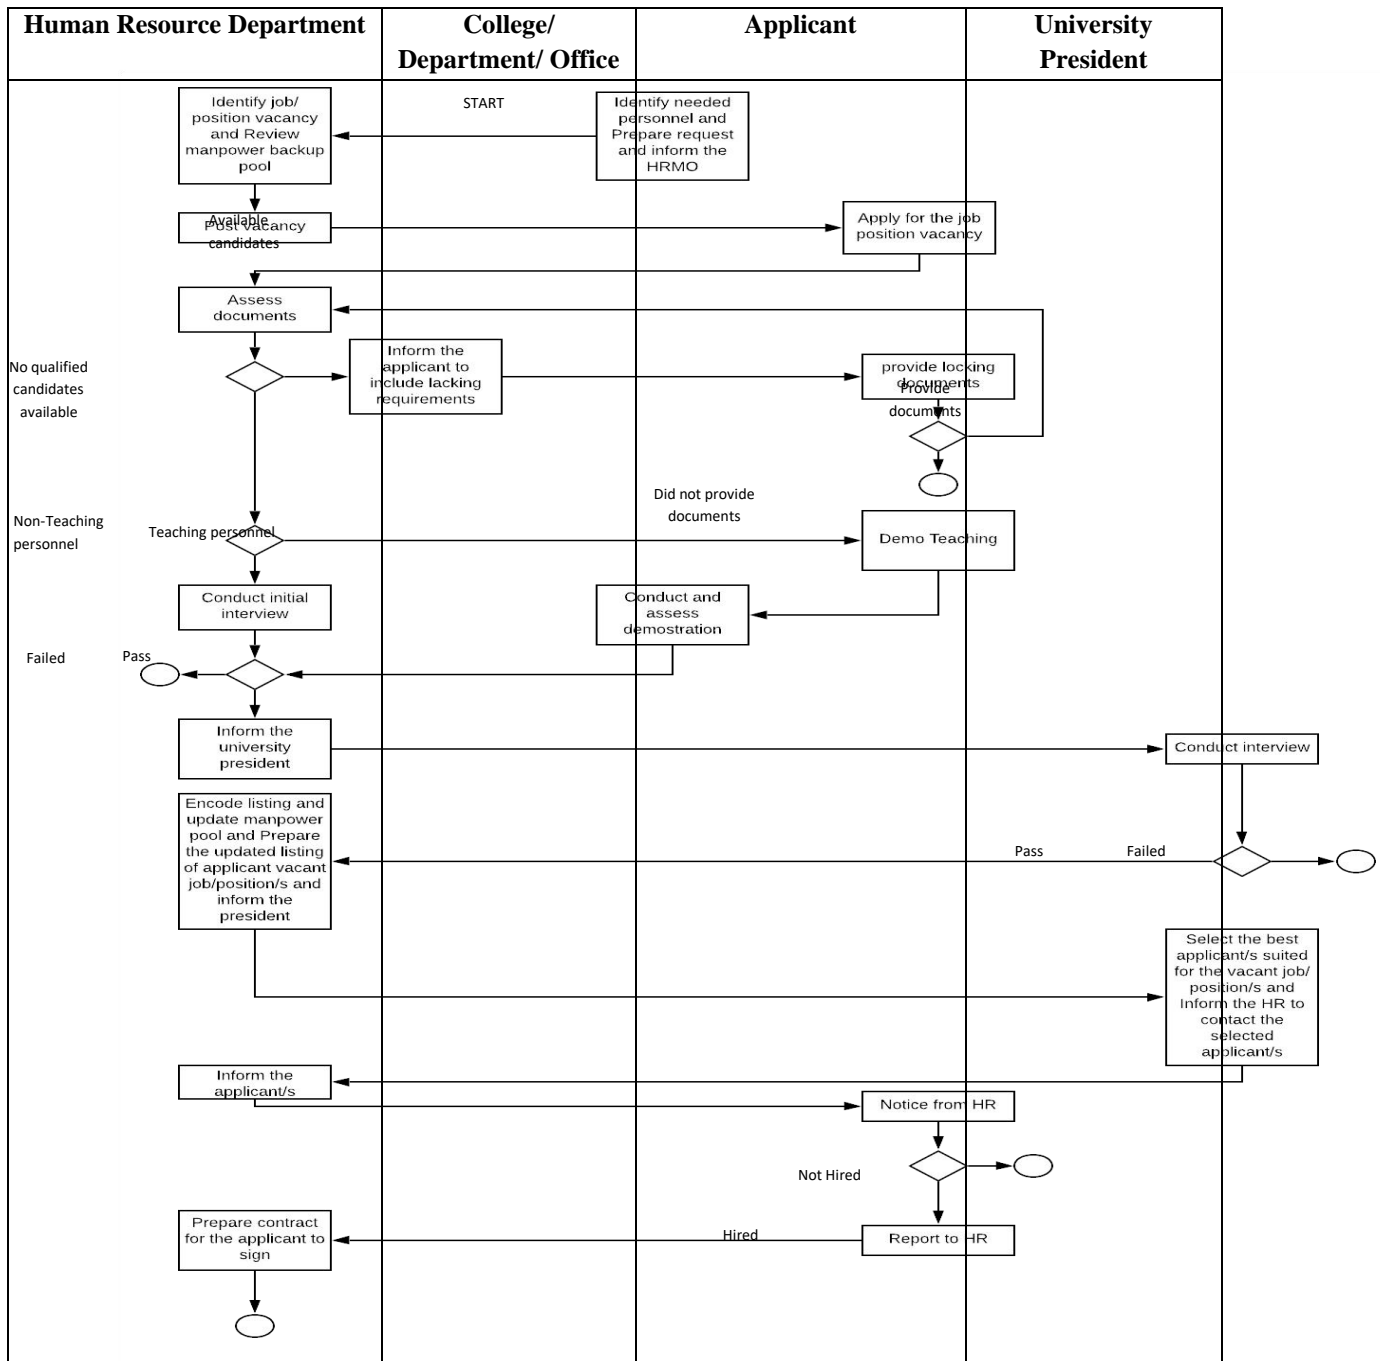 Human Resource Department
College/
Department/ Office
Applicant
University
President
Identify job/
position vacancy
and Review
manpower backup
pool
START
Identify needed
personnel and
Prepare request
and inform the
HRMO
Available
candidates
Post vacancy
Apply for the job
position vacancy
Assess
documents
No qualified
candidates
available
Inform the
applicant to
include lacking
requirements
provide locking
documents
Provide
documents
Did not provide
documents
Non-Teaching
personnel
Teaching personnel
Demo Teaching
Conduct initial
interview
Conduct and
assess
demostration
Failed
Pass
Inform the
university
president
Conduct interview
Encode listing and
update manpower
pool and Prepare
the updated listing
of applicant vacant
job/position/s and
inform the
president
Pass
Failed
Select the best
applicant/s suited
for the vacant job/
position/s and
Inform the HR to
contact the
selected
applicant/s
Inform the
applicant/s
Notice from HR
Not Hired
Prepare contract
for the applicant to
sign
Hired
Report to HR